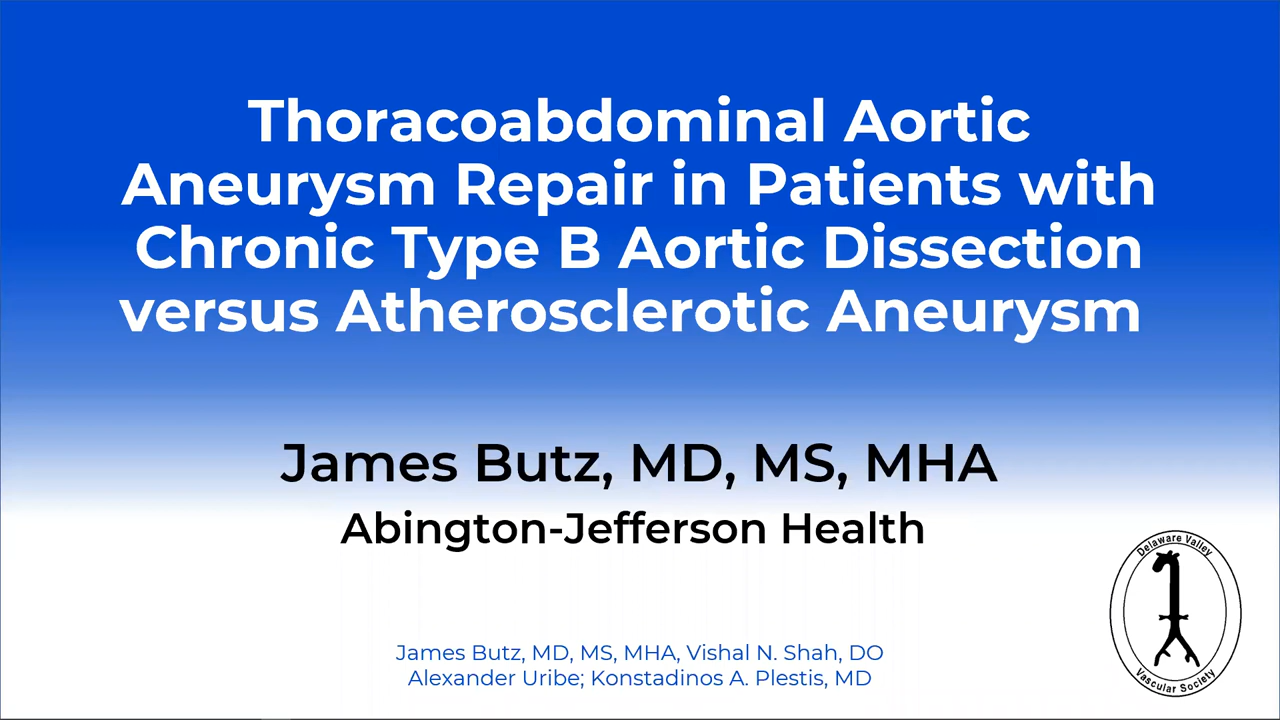 Thoracoabdominal Aortic
Aneurysm Repair in Patients with
Chronic Type B Aortic Dissection
versus Atherosclerotic Aneurysm
James Butz, MD, MS, MHA
Abington-Jefferson Health
James Butz, MD, MS, MHA, Vishal N. Shah, DO
Alexander Uribe; Konstadinos A. Plestis, MD
Delaware Valley
Vascular Society